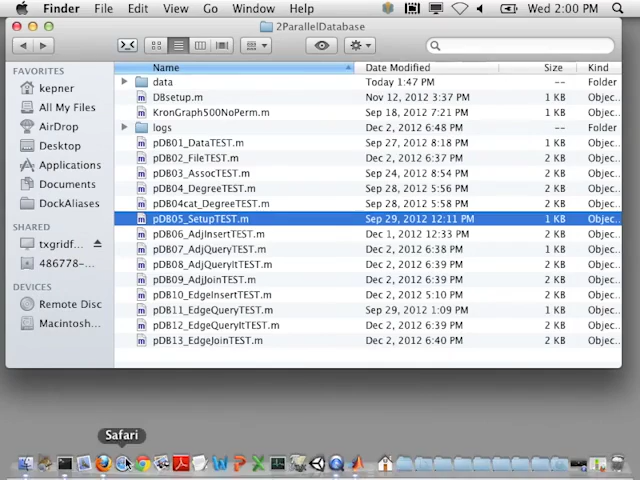 Finder File Edit View Go Window Help Wed 2:00 PM
2ParallelDatabase
FAVORITES
kepner
All My Files
AirDrop
Desktop
Applications
Documents
DockAliases
SHARED
txgridf...
486778-...
DEVICES
Remote Disc
Macintosh...
Name Date Modified Size Kind
data Today 1:47 PM -- Folder
DBsetup.m Nov 12, 2012 3:37 PM 1 KB Objec...
KronGraph500NoPerm.m Sep 18, 2012 7:21 PM 1 KB Objec...
logs Dec 2, 2012 6:48 PM -- Folder
pDB01_DataTEST.m Sep 27, 2012 8:18 PM 1 KB Objec...
pDB02_FileTEST.m Dec 2, 2012 6:37 PM 1 KB Objec...
pDB03_AssocTEST.m Sep 24, 2012 8:54 PM 1 KB Objec...
pDB04_DegreeTEST.m Sep 28, 2012 5:56 PM 1 KB Objec...
pDB04cat_DegreeTEST.m Sep 28, 2012 5:58 PM 1 KB Objec...
pDB05_SetupTEST.m Sep 29, 2012 12:11 PM 1 KB Objec...
pDB06_AdjInsertTEST.m Dec 1, 2012 12:33 PM 2 KB Objec...
pDB07_AdjQueryTEST.m Dec 2, 2012 6:38 PM 1 KB Objec...
pDB08_AdjQueryItTEST.m Dec 2, 2012 6:39 PM 2 KB Objec...
pDB09_AdjJoinTEST.m Dec 2, 2012 6:39 PM 2 KB Objec...
pDB10_EdgeInsertTEST.m Dec 2, 2012 5:10 PM 2 KB Objec...
pDB11_EdgeQueryTEST.m Sep 29, 2012 1:09 PM 1 KB Objec...
pDB12_EdgeQueryItTEST.m Dec 2, 2012 6:39 PM 2 KB Objec...
pDB13_EdgeJoinTEST.m Dec 2, 2012 6:40 PM 2 KB Objec...
Safari